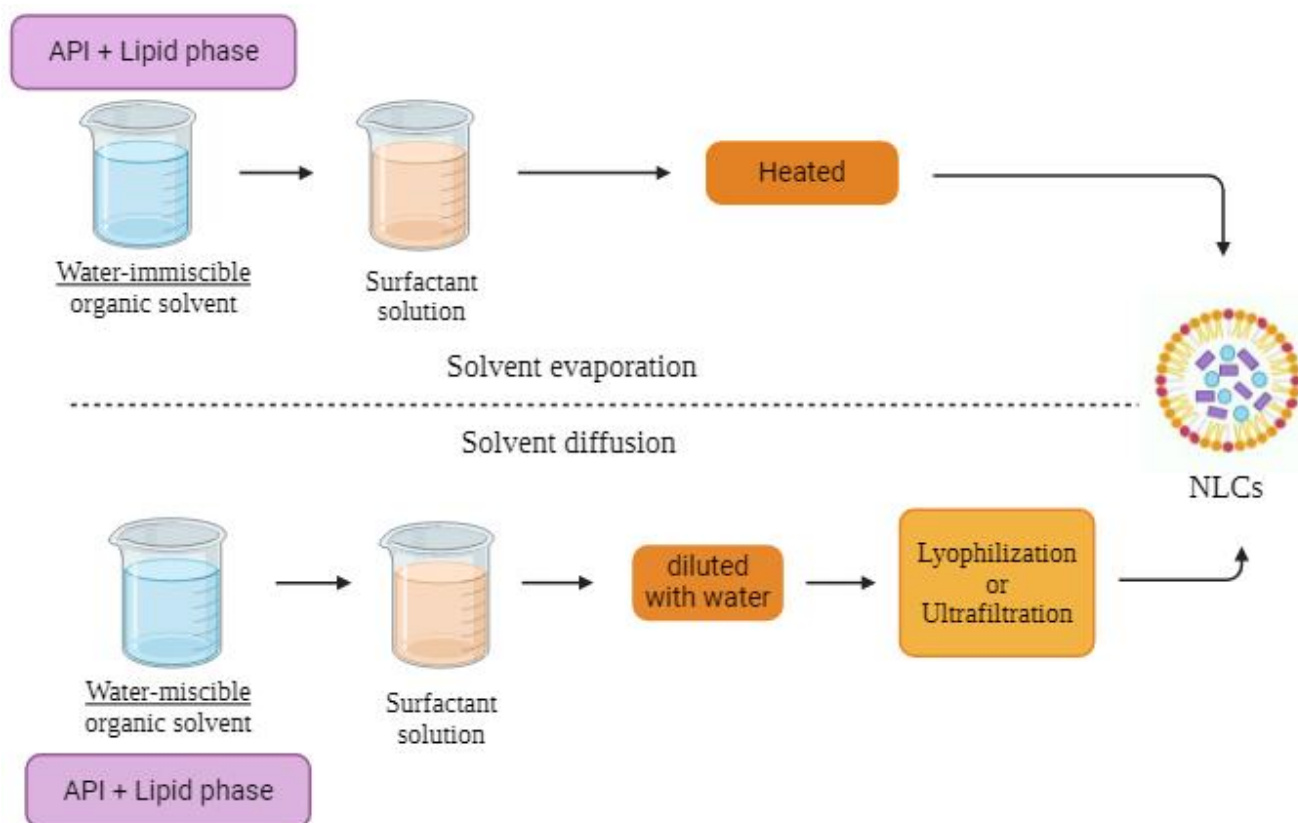 API + Lipid phase
Water-immiscible
organic solvent
Surfactant
solution
Heated
Solvent evaporation
Solvent diffusion
NLCs
Water-miscible
organic solvent
Surfactant
solution
diluted
with water
Lyophilization
or
Ultrafiltration
API + Lipid phase